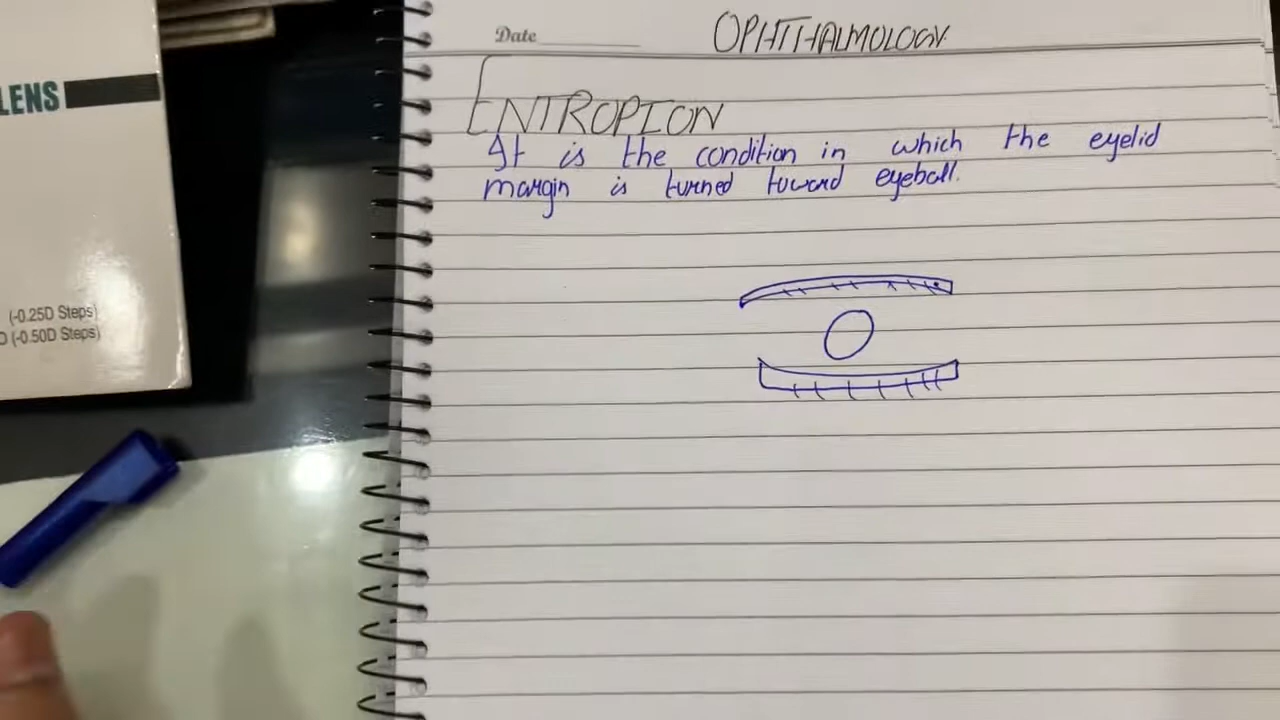 LENS
(-0.25D Steps)
D (-0.50D Steps)
Date
OPHTHALMOLOGY
ENTROPION
It is the condition in which the eyelid
margin is turned toward eyeball.